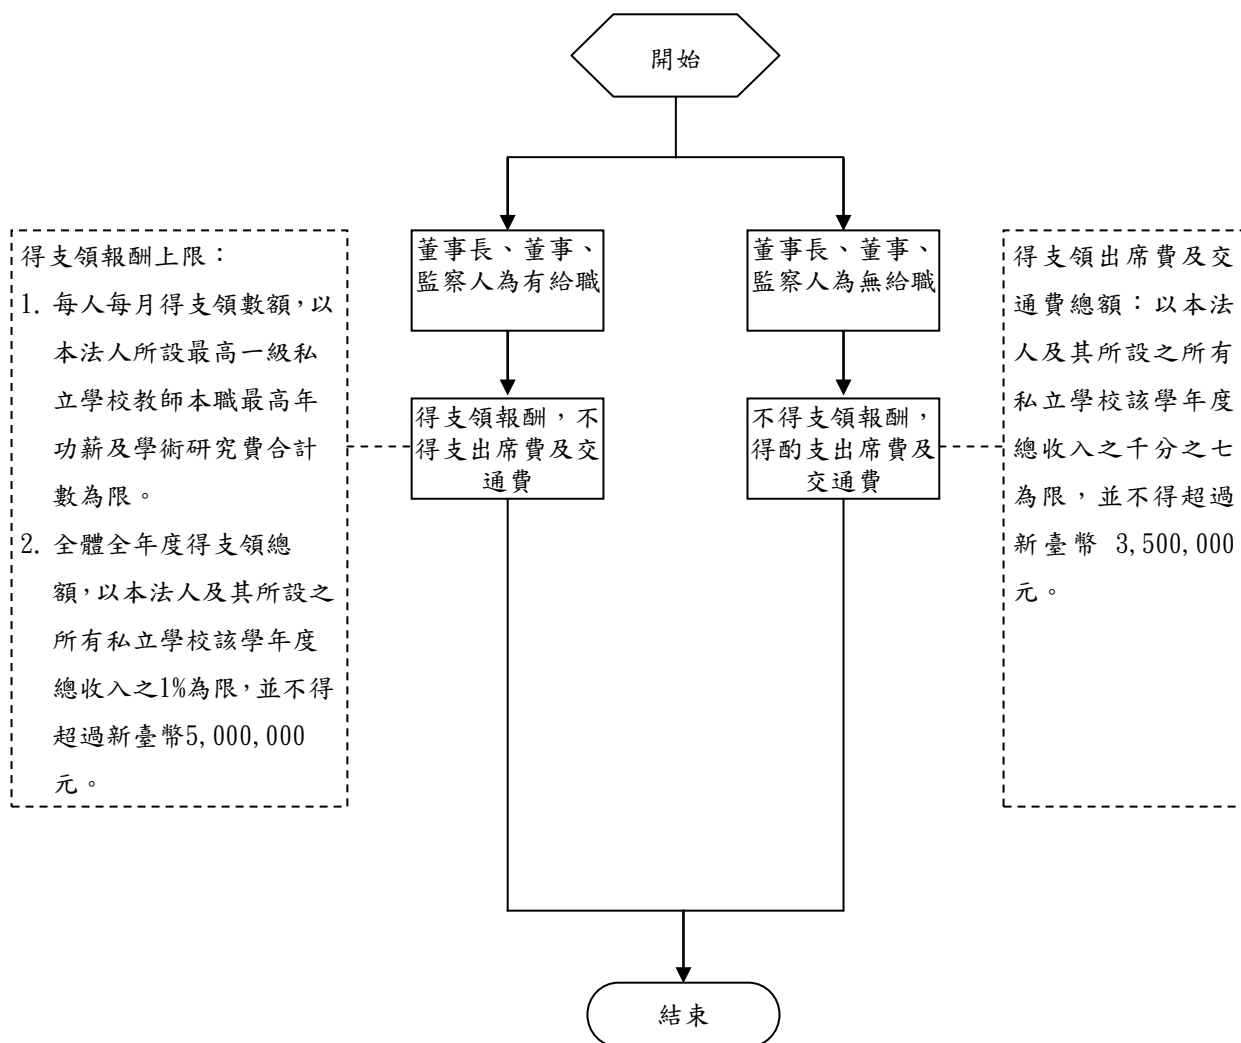 開始
得支領報酬上限：
1. 每人每月得支領數額，以
本法人所設最高一級私
立學校教師本職最高年
功薪及學術研究費合計
數為限。
2. 全體全年度得支領總
額，以本法人及其所設之
所有私立學校該學年度
總收入之1%為限，並不得
超過新臺幣5,000,000
元。
董事長、董事、
監察人為有給職
得支領報酬，不
得支出席費及交
通費
董事長、董事、
監察人為無給職
不得支領報酬，
得酌支出席費及
交通費
得支領出席費及交
通費總額：以本法
人及其所設之所有
私立學校該學年度
總收入之千分之七
為限，並不得超過
新臺幣 3,500,000
元。
結束